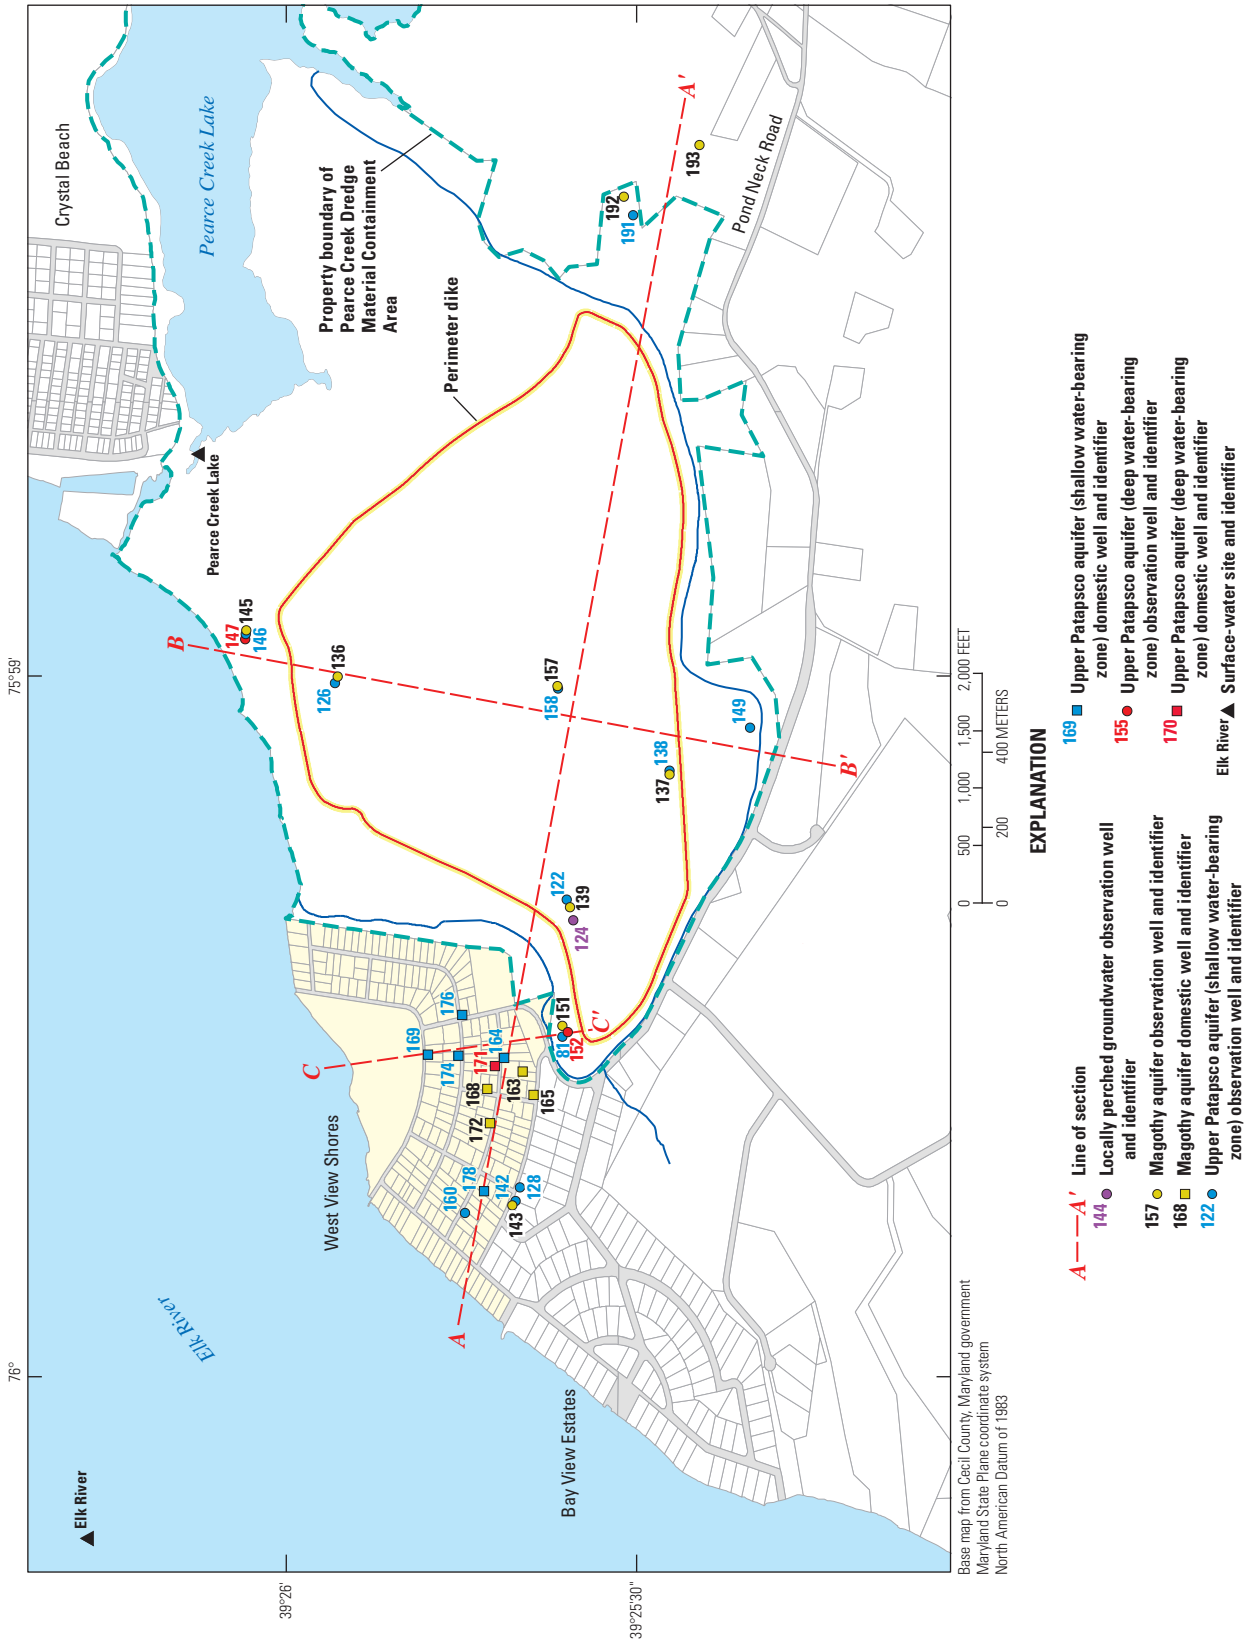 76°
75°59'
39°26'
39°25'30"
Elk River
Elk River
West View Shores
Bay View Estates
Crystal Beach
Pearce Creek Lake
Pearce Creek Lake
Property boundary of
Pearce Creek Dredge
Material Containment
Area
Perimeter dike
Pond Neck Road
A
A'
B
B'
C
C'
147
146
145
126
136
158
157
138
137
149
122
139
124
151
81
152
169
176
174
164
171
168
163
165
172
178
160
142
128
143
192
191
193
Base map from Cecil County, Maryland government
Maryland State Plane coordinate system
North American Datum of 1983
0 500 1,000 1,500 2,000 FEET
0 200 400 METERS
EXPLANATION
A — — A' Line of section
144 Locally perched groundwater observation well
and identifier
157 Magothy aquifer observation well and identifier
168 Magothy aquifer domestic well and identifier
122 Upper Patapsco aquifer (shallow water-bearing
zone) observation well and identifier
169 Upper Patapsco aquifer (shallow water-bearing
zone) domestic well and identifier
155 Upper Patapsco aquifer (deep water-bearing
zone) observation well and identifier
170 Upper Patapsco aquifer (deep water-bearing
zone) domestic well and identifier
Elk River Surface-water site and identifier